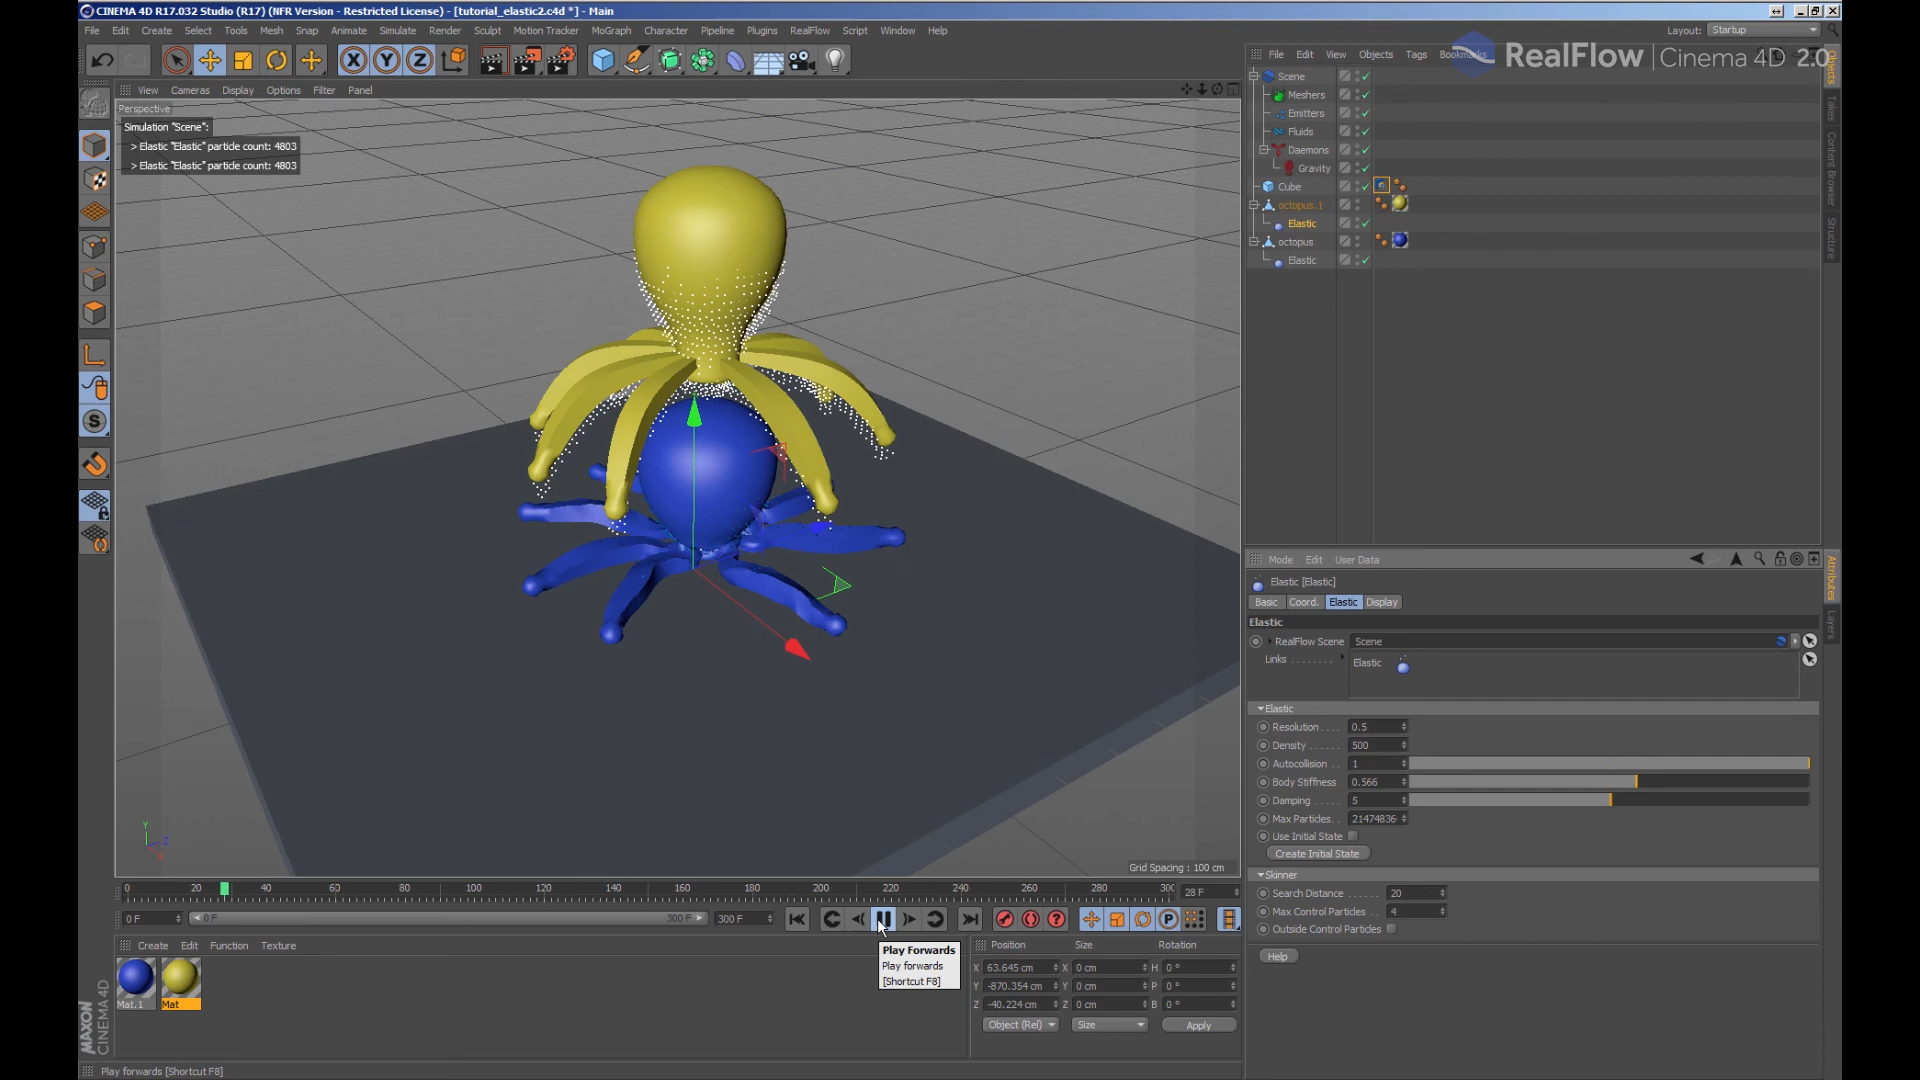 CINEMA 4D R17.032 Studio (R17) (NFR Version - Restricted License) - [tutorial_elastic2.c4d *] - Main
File Edit Create Select Tools Mesh Snap Animate Simulate Render Sculpt Motion Tracker MoGraph Character Pipeline Plugins RealFlow Script Window Help
Layout: Startup
X Y Z
File Edit View Objects Tags Bookmarks
RealFlow | Cinema 4D 2.0
View Cameras Display Options Filter Panel
Perspective
Simulation "Scene":
> Elastic "Elastic" particle count: 4803
> Elastic "Elastic" particle count: 4803
Scene
Meshers
Emitters
Fluids
Daemons
Gravity
Cube
octopus.1
Elastic
octopus
Elastic
Objects
Takes
Content Browser
Structure
Mode Edit User Data
Elastic [Elastic]
Basic Coord. Elastic Display
Elastic
RealFlow Scene Scene
Links . . . . . . . . Elastic
Elastic
Resolution . . . . 0.5
Density . . . . . . 500
Autocollision . . 1
Body Stiffness 0.566
Damping . . . . . 5
Max Particles. . 21474836
Use Initial State
Create Initial State
Skinner
Search Distance . . . . . . 20
Max Control Particles . . 4
Outside Control Particles
Help
Attributes
Layers
Y
Z
X
Grid Spacing : 100 cm
0 20 40 60 80 100 120 140 160 180 200 220 240 260 280 300
28 F
0 F 0 F 300 F 300 F
Create Edit Function Texture
Play Forwards
Play forwards
[Shortcut F8]
Mat.1 Mat
Position Size Rotation
X 63.645 cm X 0 cm H 0 °
Y -870.354 cm Y 0 cm P 0 °
Z -40.224 cm Z 0 cm B 0 °
Object (Rel) Size Apply
MAXON
CINEMA 4D
Play forwards [Shortcut F8]